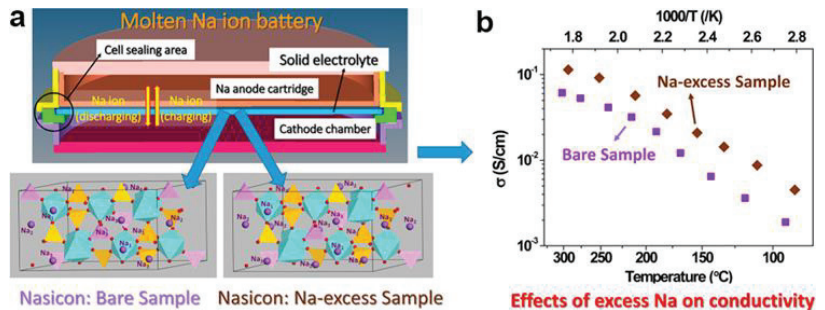 a
Molten Na ion battery
Cell sealing area
Solid electrolyte
Na anode cartridge
Na ion
(discharging)
Na ion
(charging)
Cathode chamber
Nasicon: Bare Sample
Nasicon: Na-excess Sample
b
1000/T (/K)
1.8 2.0 2.2 2.4 2.6 2.8
10⁻¹
10⁻²
10⁻³
σ (S/cm)
Na-excess Sample
Bare Sample
300 250 200 150 100
Temperature (°C)
Effects of excess Na on conductivity